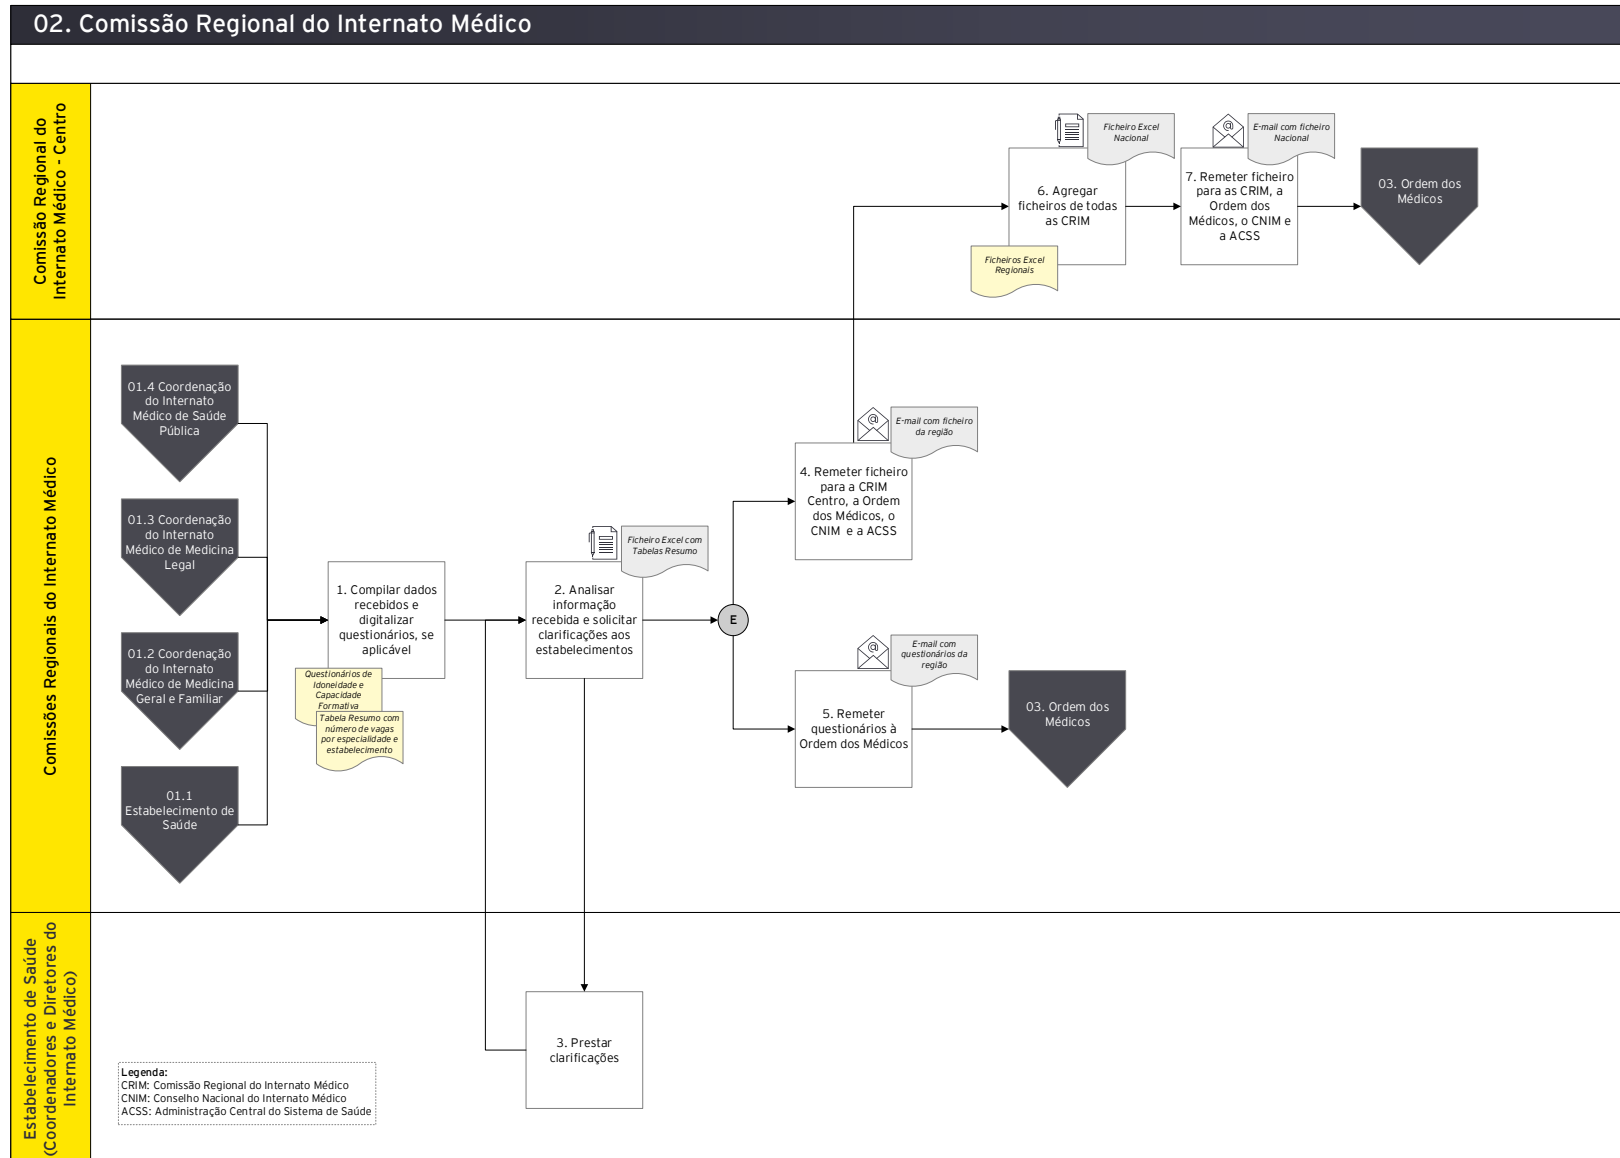 02. Comissão Regional do Internato Médico
Comissão Regional do
Internato Médico - Centro
Ficheiro Excel
Nacional
6. Agregar
ficheiros de todas
as CRIM
Ficheiros Excel
Regionais
E-mail com ficheiro
Nacional
7. Remeter ficheiro
para as CRIM, a
Ordem dos
Médicos, o CNIM e
a ACSS
03. Ordem dos
Médicos
Comissões Regionais do Internato Médico
01.4 Coordenação
do Internato
Médico de Saúde
Pública
01.3 Coordenação
do Internato
Médico de Medicina
Legal
01.2 Coordenação
do Internato
Médico de Medicina
Geral e Familiar
01.1
Estabelecimento de
Saúde
1. Compilar dados
recebidos e
digitalizar
questionários, se
aplicável
Questionários de
Idoneidade e
Capacidade
Formativa
Tabela Resumo com
número de vagas
por especialidade e
estabelecimento
Ficheiro Excel com
Tabelas Resumo
2. Analisar
informação
recebida e solicitar
clarificações aos
estabelecimentos
E
E-mail com ficheiro
da região
4. Remeter ficheiro
para a CRIM
Centro, a Ordem
dos Médicos, o
CNIM e a ACSS
E-mail com
questionários da
região
5. Remeter
questionários à
Ordem dos Médicos
03. Ordem dos
Médicos
Estabelecimento de Saúde
(Coordenadores e Diretores do
Internato Médico)
3. Prestar
clarificações
Legenda:
CRIM: Comissão Regional do Internato Médico
CNIM: Conselho Nacional do Internato Médico
ACSS: Administração Central do Sistema de Saúde